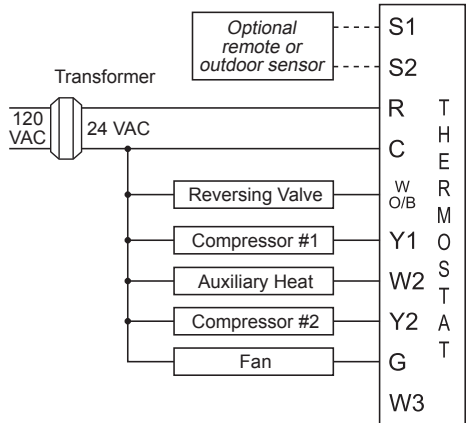 Optional
remote or
outdoor sensor
S1
S2
Transformer
120
VAC
24 VAC
R
C
Reversing Valve
W
O/B
Compressor #1
Y1
Auxiliary Heat
W2
Compressor #2
Y2
Fan
G
W3
THERMOSTAT